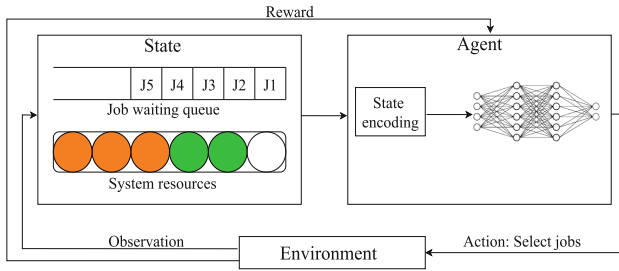 Reward
State
Agent
J5 J4 J3 J2 J1
Job waiting queue
State
encoding
System resources
Observation
Environment
Action: Select jobs